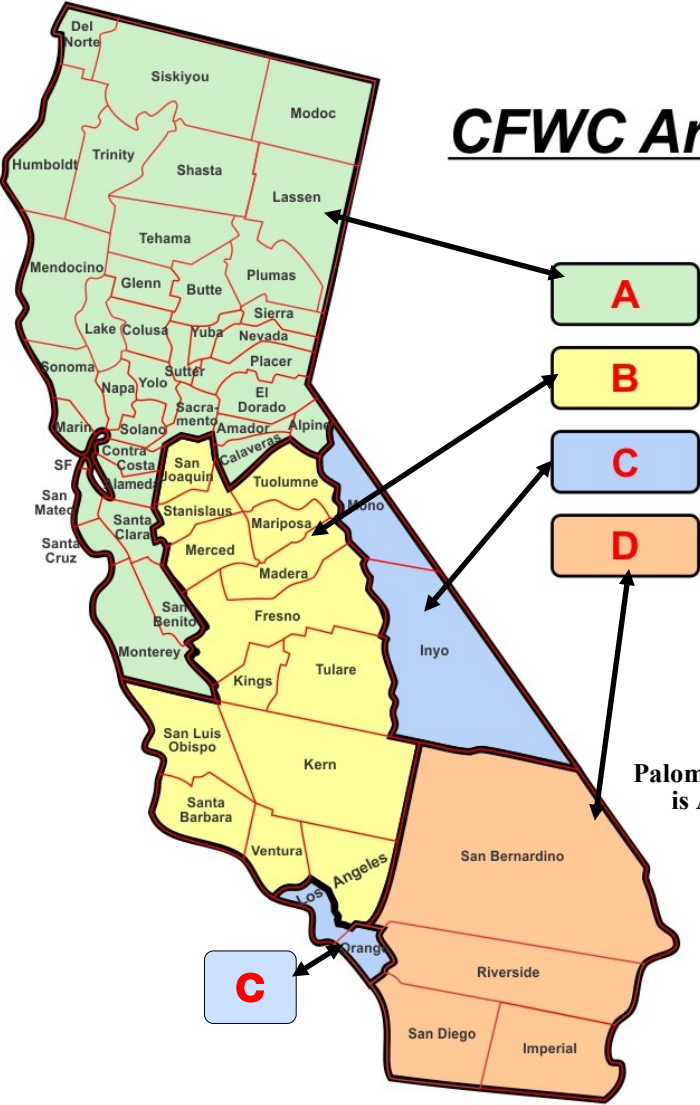 CFWC Ar
Del
Norte
Siskiyou
Modoc
Humboldt
Trinity
Shasta
Lassen
Tehama
Mendocino
Glenn
Butte
Plumas
Sierra
Lake
Colusa
Yuba
Nevada
Sutter
Placer
Sonoma
Napa
Yolo
El
Dorado
Sacra-
mento
Marin
Solano
Amador
Alpine
Calaveras
SF
Contra
Costa
Alameda
San
Joaquin
Tuolumne
Mono
San
Mateo
Stanislaus
Mariposa
Santa
Clara
Santa
Cruz
Merced
Madera
San
Benito
Fresno
Monterey
Kings
Tulare
Inyo
San Luis
Obispo
Kern
Santa
Barbara
Ventura
Los Angeles
San Bernardino
Orange
Riverside
San Diego
Imperial
A
B
C
D
Palom
is A
C